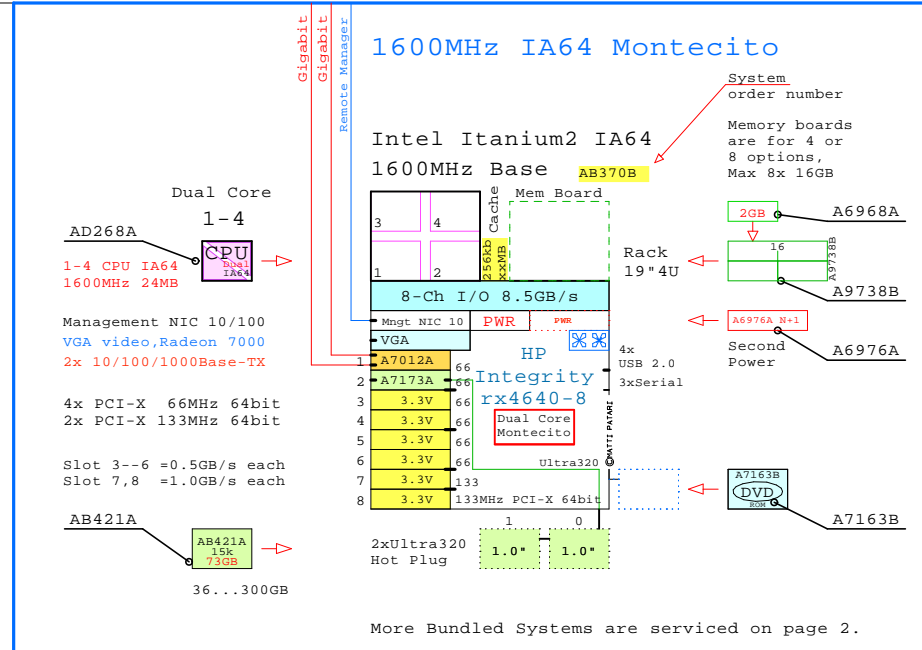 Gigabit
Gigabit
Remote Manager
1600MHz IA64 Montecito
System
order number
Memory boards
are for 4 or
8 options,
Max 8x 16GB
Intel Itanium2 IA64
1600MHz Base
AB370B
Dual Core
1-4
AD268A
CPU
Dual
IA64
1-4 CPU IA64
1600MHz 24MB
3
4
1
2
Cache
256kb
xxMB
Mem Board
Rack
19"4U
2GB
A6968A
16
A9738B
A9738B
8-Ch I/O 8.5GB/s
Management NIC 10/100
VGA video,Radeon 7000
2x 10/100/1000Base-TX
Mngt NIC 10
PWR
PWR
A6976A N+1
Second
Power
A6976A
VGA
1 A7012A 66
2 A7173A 66
3 3.3V 66
4 3.3V 66
5 3.3V 66
6 3.3V 66
7 3.3V 133
8 3.3V 133MHz PCI-X 64bit
HP
Integrity
rx4640-8
Dual Core
Montecito
4x
USB 2.0
3xSerial
©MATTI PATARI
Ultra320
4x PCI-X  66MHz 64bit
2x PCI-X 133MHz 64bit
Slot 3--6 =0.5GB/s each
Slot 7,8  =1.0GB/s each
A7163B
DVD
ROM
A7163B
AB421A
AB421A
15k
73GB
36...300GB
2xUltra320
Hot Plug
1
0
1.0"
1.0"
More Bundled Systems are serviced on page 2.